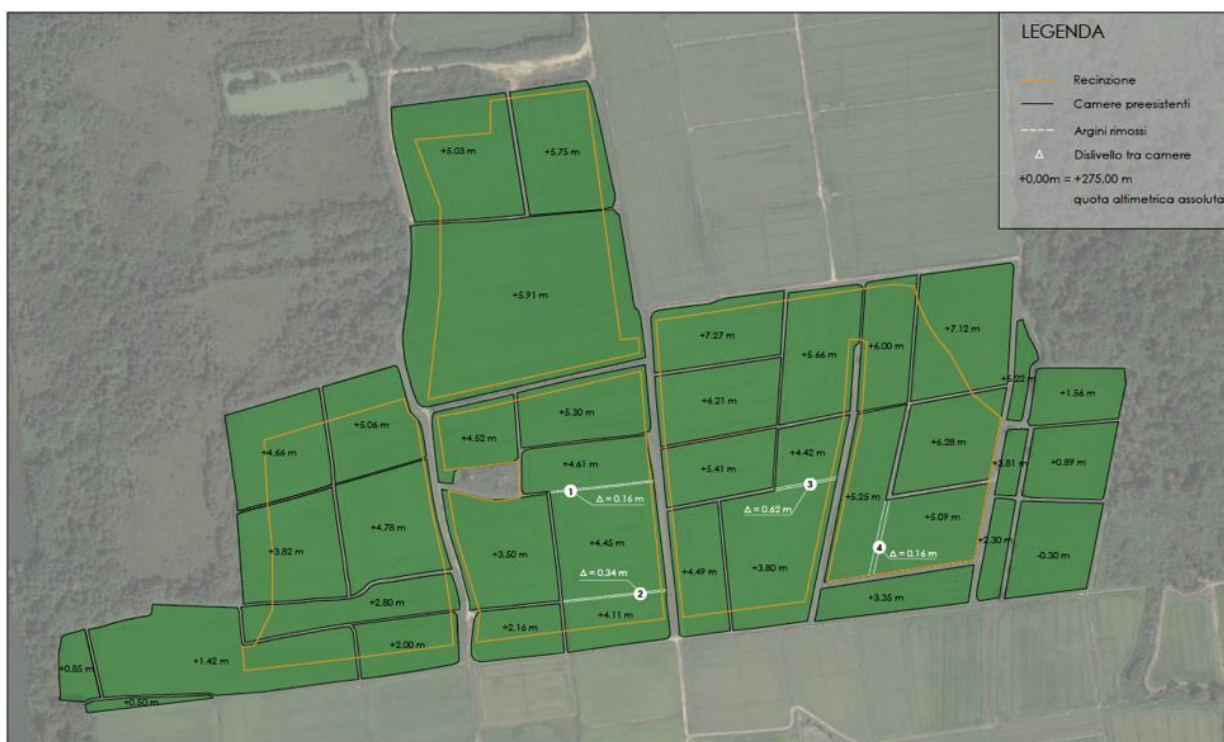 LEGENDA
Recinzione
Camere preesistenti
Argini rimossi
Δ Dislivello tra camere
+0,00m = +275,00 m
quota altimetrica assoluta
+5.03 m
+5.75 m
+5.91 m
+7.27 m
+5.66 m
+6.00 m
+7.12 m
+5.22 m
+1.56 m
+6.21 m
+5.30 m
+4.52 m
+5.06 m
+4.66 m
+6.28 m
+5.41 m
+4.42 m
+4.61 m
+3.81 m
+0.89 m
1
Δ = 0.16 m
3
Δ = 0.62 m
+5.25 m
+5.09 m
+4.78 m
+3.82 m
+3.50 m
+4.45 m
4
Δ = 0.16 m
+2.30 m
-0.30 m
+4.49 m
+3.80 m
Δ = 0.34 m
2
+3.35 m
+2.80 m
+4.11 m
+2.16 m
+2.00 m
+1.42 m
+0.85 m
+0.50 m